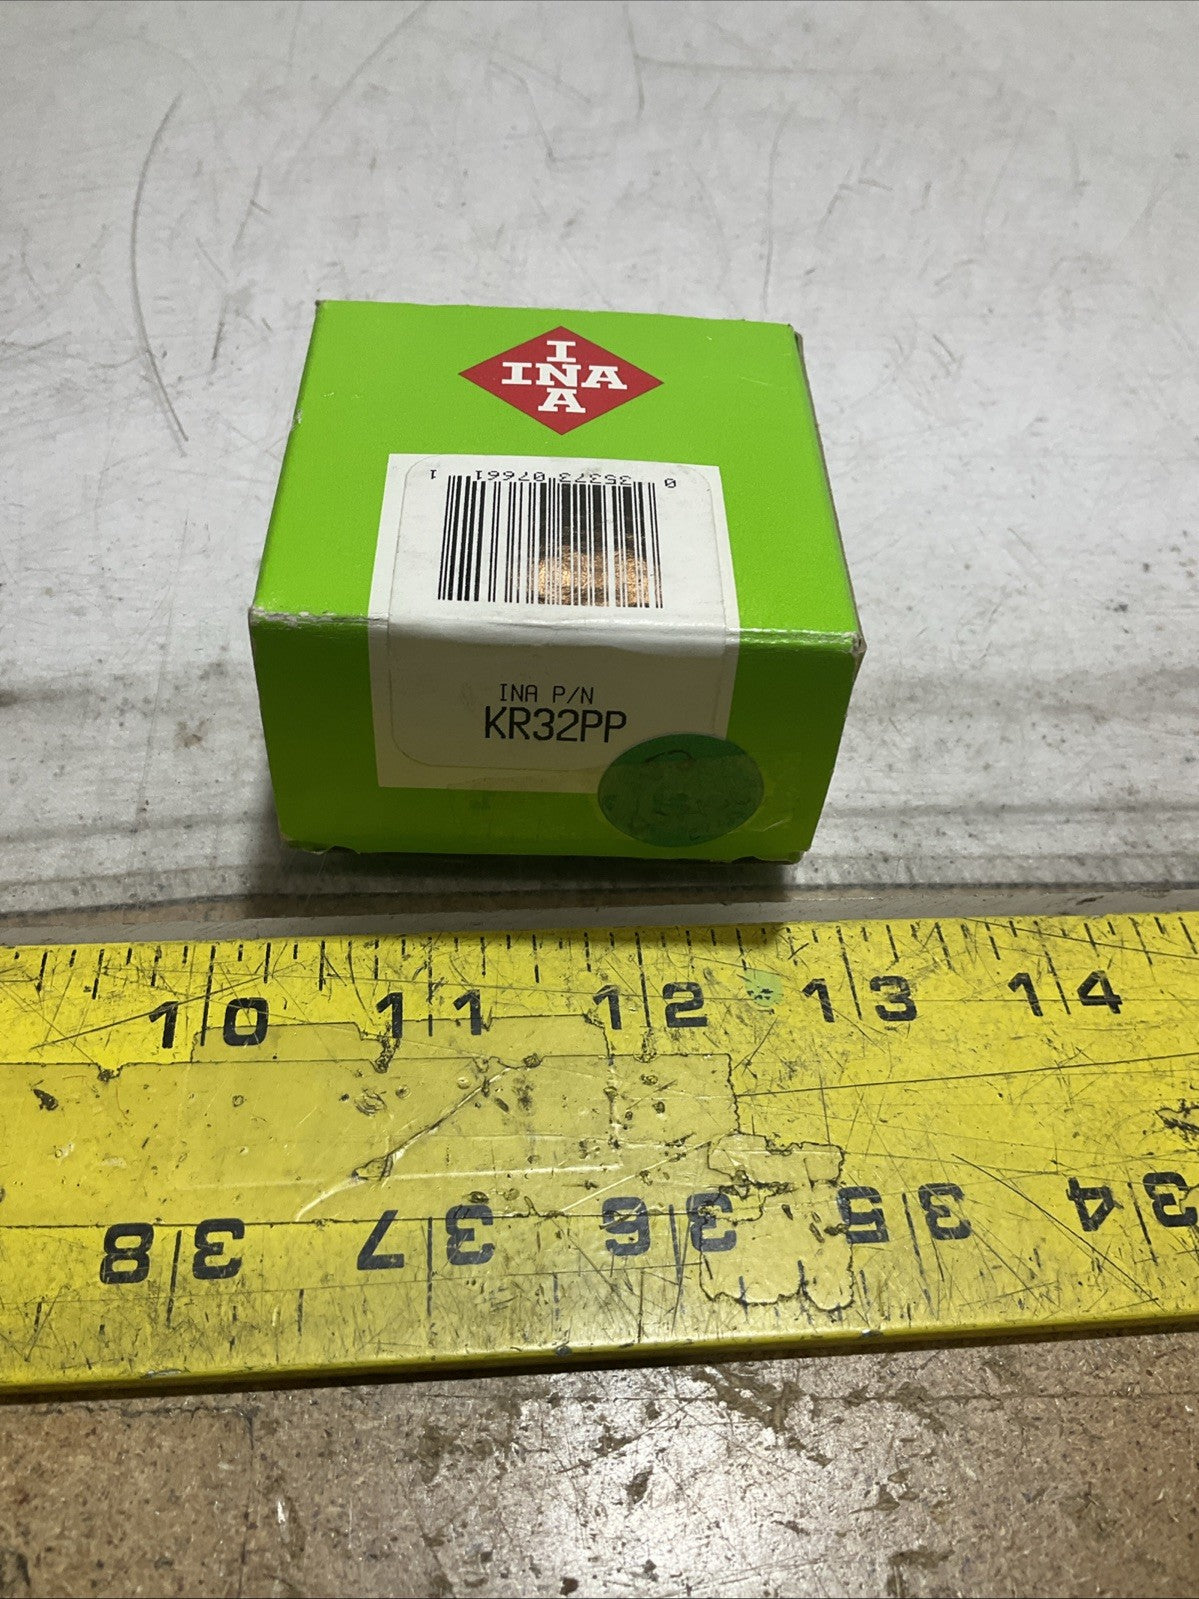 I
INA
A
0 35373 07661 1
INA P/N
KR32PP
10 11 12 13 14
38 37 36 35 34